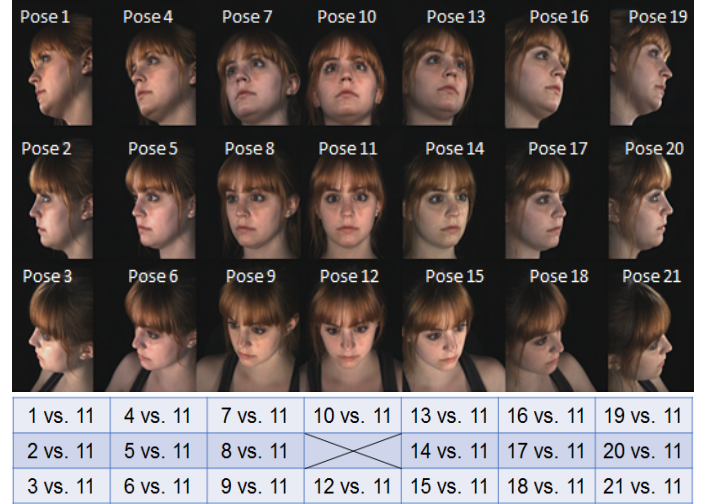 Pose 1 Pose 4 Pose 7 Pose 10 Pose 13 Pose 16 Pose 19
Pose 2 Pose 5 Pose 8 Pose 11 Pose 14 Pose 17 Pose 20
Pose 3 Pose 6 Pose 9 Pose 12 Pose 15 Pose 18 Pose 21
1 vs. 11 4 vs. 11 7 vs. 11 10 vs. 11 13 vs. 11 16 vs. 11 19 vs. 11
2 vs. 11 5 vs. 11 8 vs. 11 14 vs. 11 17 vs. 11 20 vs. 11
3 vs. 11 6 vs. 11 9 vs. 11 12 vs. 11 15 vs. 11 18 vs. 11 21 vs. 11